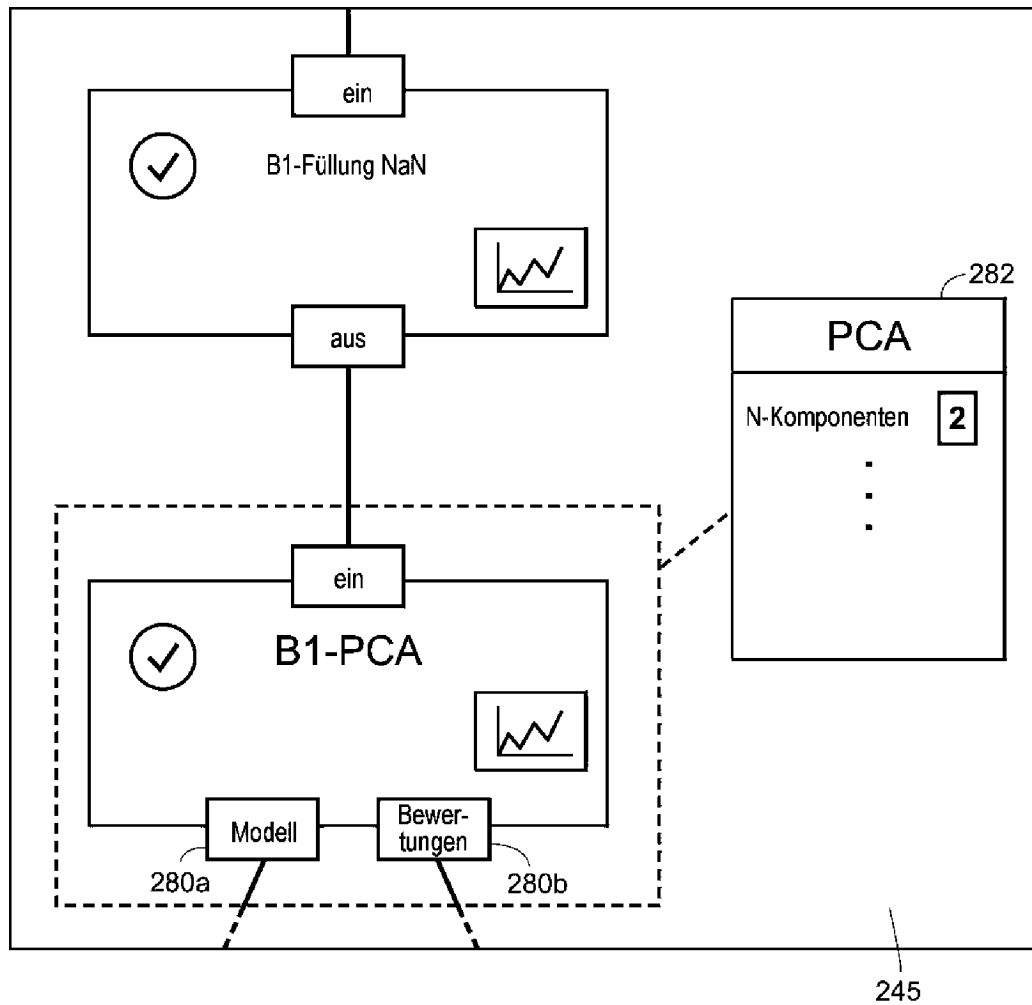 ein
B1-Füllung NaN
aus
282
PCA
N-Komponenten 2
ein
B1-PCA
Modell
Bewer-
tungen
280a
280b
245